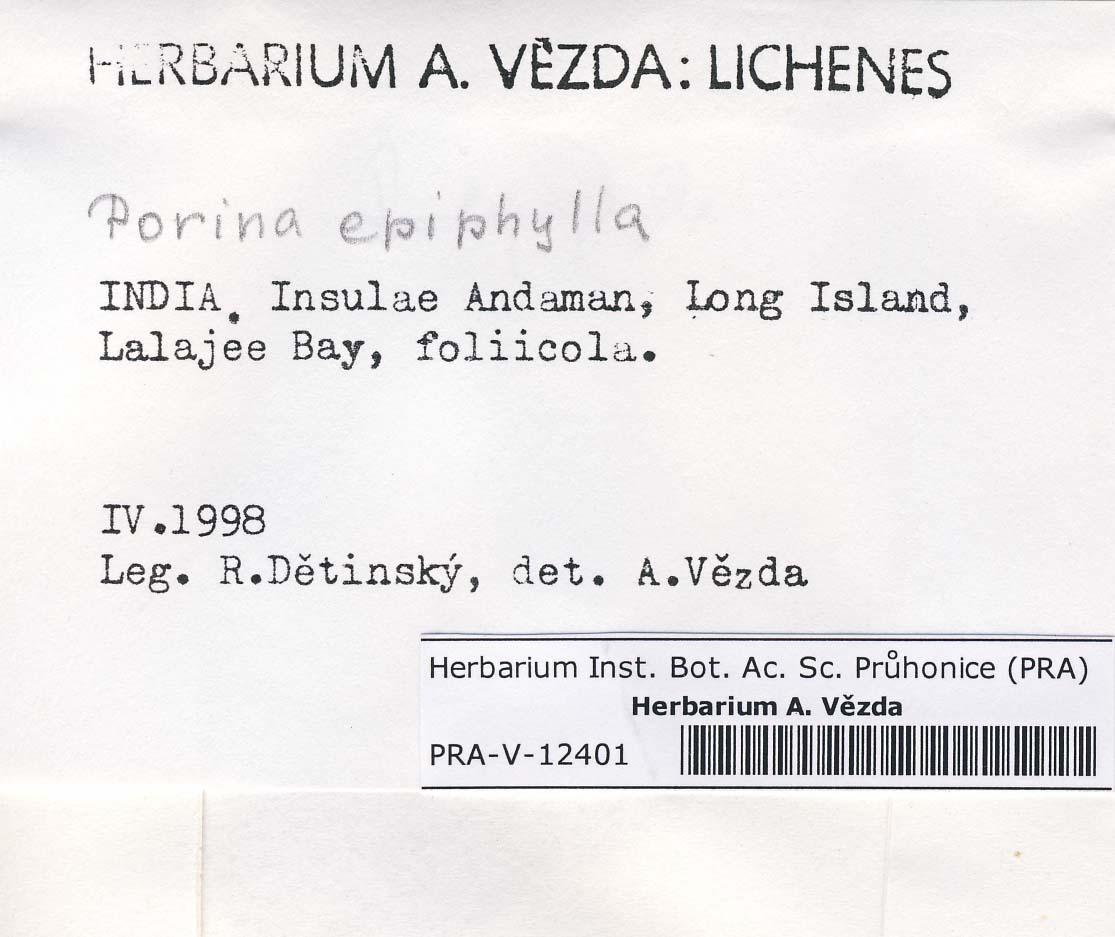 HERBARIUM A. VĚZDA: LICHENES
Porina epiphylla
INDIA. Insulae Andaman, Long Island,
Lalajee Bay, foliicola.
IV.1998
Leg. R.Dětinský, det. A.Vězda
Herbarium Inst. Bot. Ac. Sc. Průhonice (PRA)
Herbarium A. Vězda
PRA-V-12401